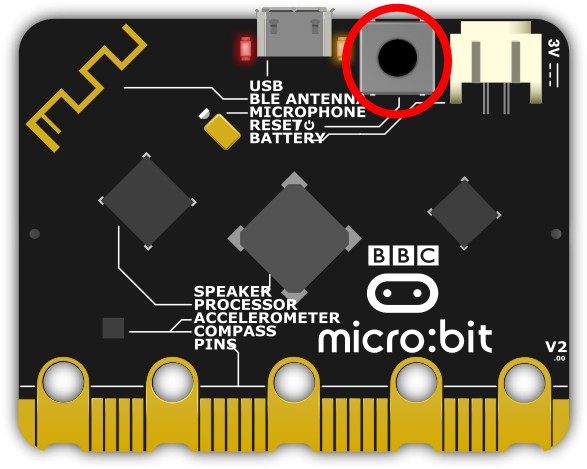 3V
USB
BLE ANTENNA
MICROPHONE
RESET/
BATTERY
BBC
SPEAKER
PROCESSOR
ACCELEROMETER
COMPASS
PINS
micro:bit
V2
.00